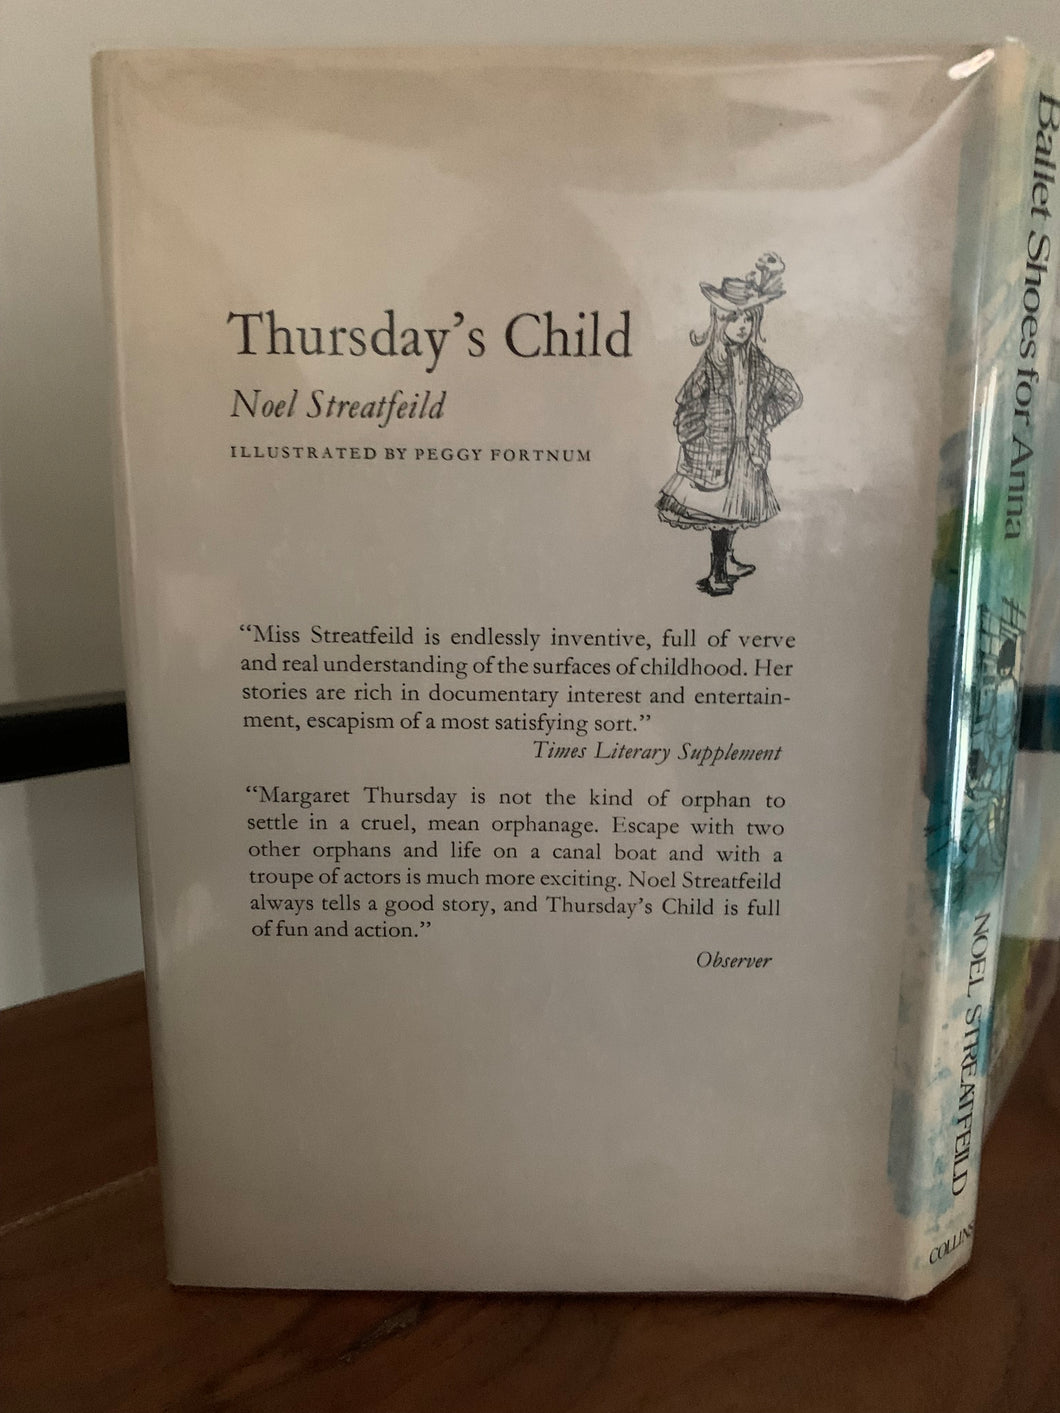 Thursday’s Child
Noel Streatfeild
ILLUSTRATED BY PEGGY FORTNUM
“Miss Streatfeild is endlessly inventive, full of verve
and real understanding of the surfaces of childhood. Her
stories are rich in documentary interest and entertain-
ment, escapism of a most satisfying sort.”
Times Literary Supplement
“Margaret Thursday is not the kind of orphan to
settle in a cruel, mean orphanage. Escape with two
other orphans and life on a canal boat and with a
troupe of actors is much more exciting. Noel Streatfeild
always tells a good story, and Thursday’s Child is full
of fun and action.”
Observer
Ballet Shoes for Anna
NOEL STREATFEILD
COLLINS